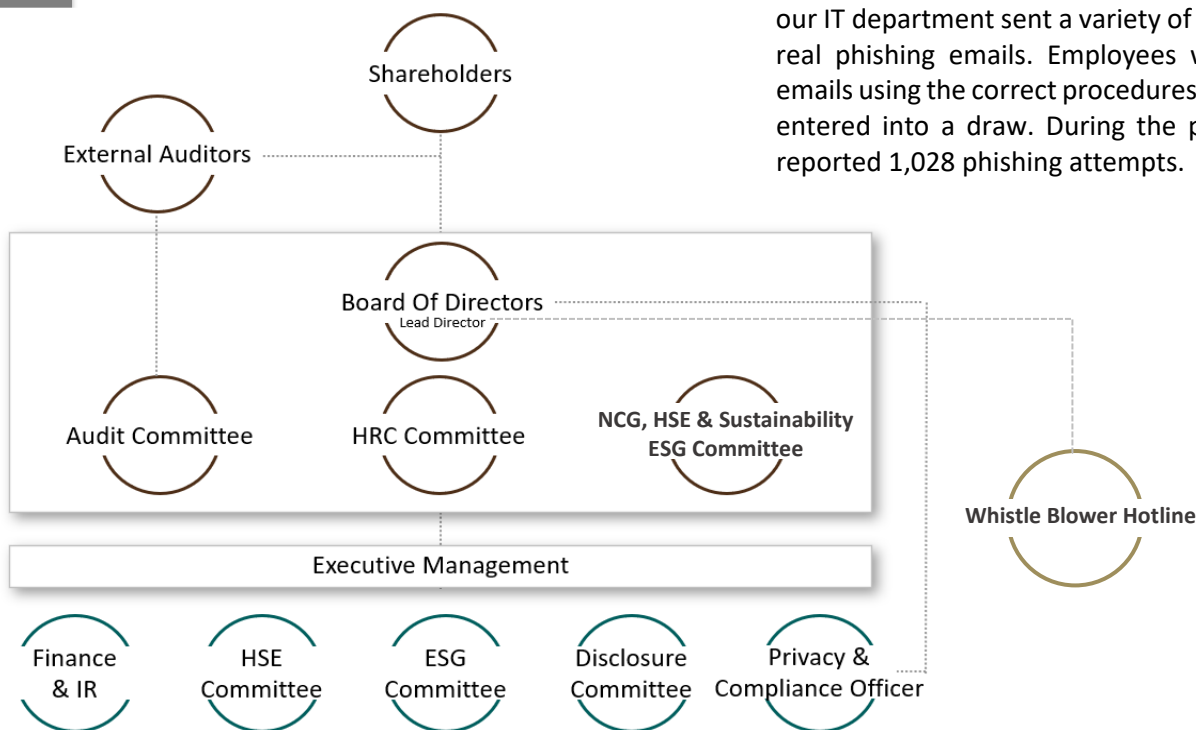 our IT department sent a variety of
real phishing emails. Employees
emails using the correct procedures
entered into a draw. During the
reported 1,028 phishing attempts.
Shareholders
External Auditors
Board Of Directors
Lead Director
Audit Committee
HRC Committee
NCG, HSE & Sustainability
ESG Committee
Whistle Blower Hotline
Executive Management
Finance
& IR
HSE
Committee
ESG
Committee
Disclosure
Committee
Privacy &
Compliance Officer